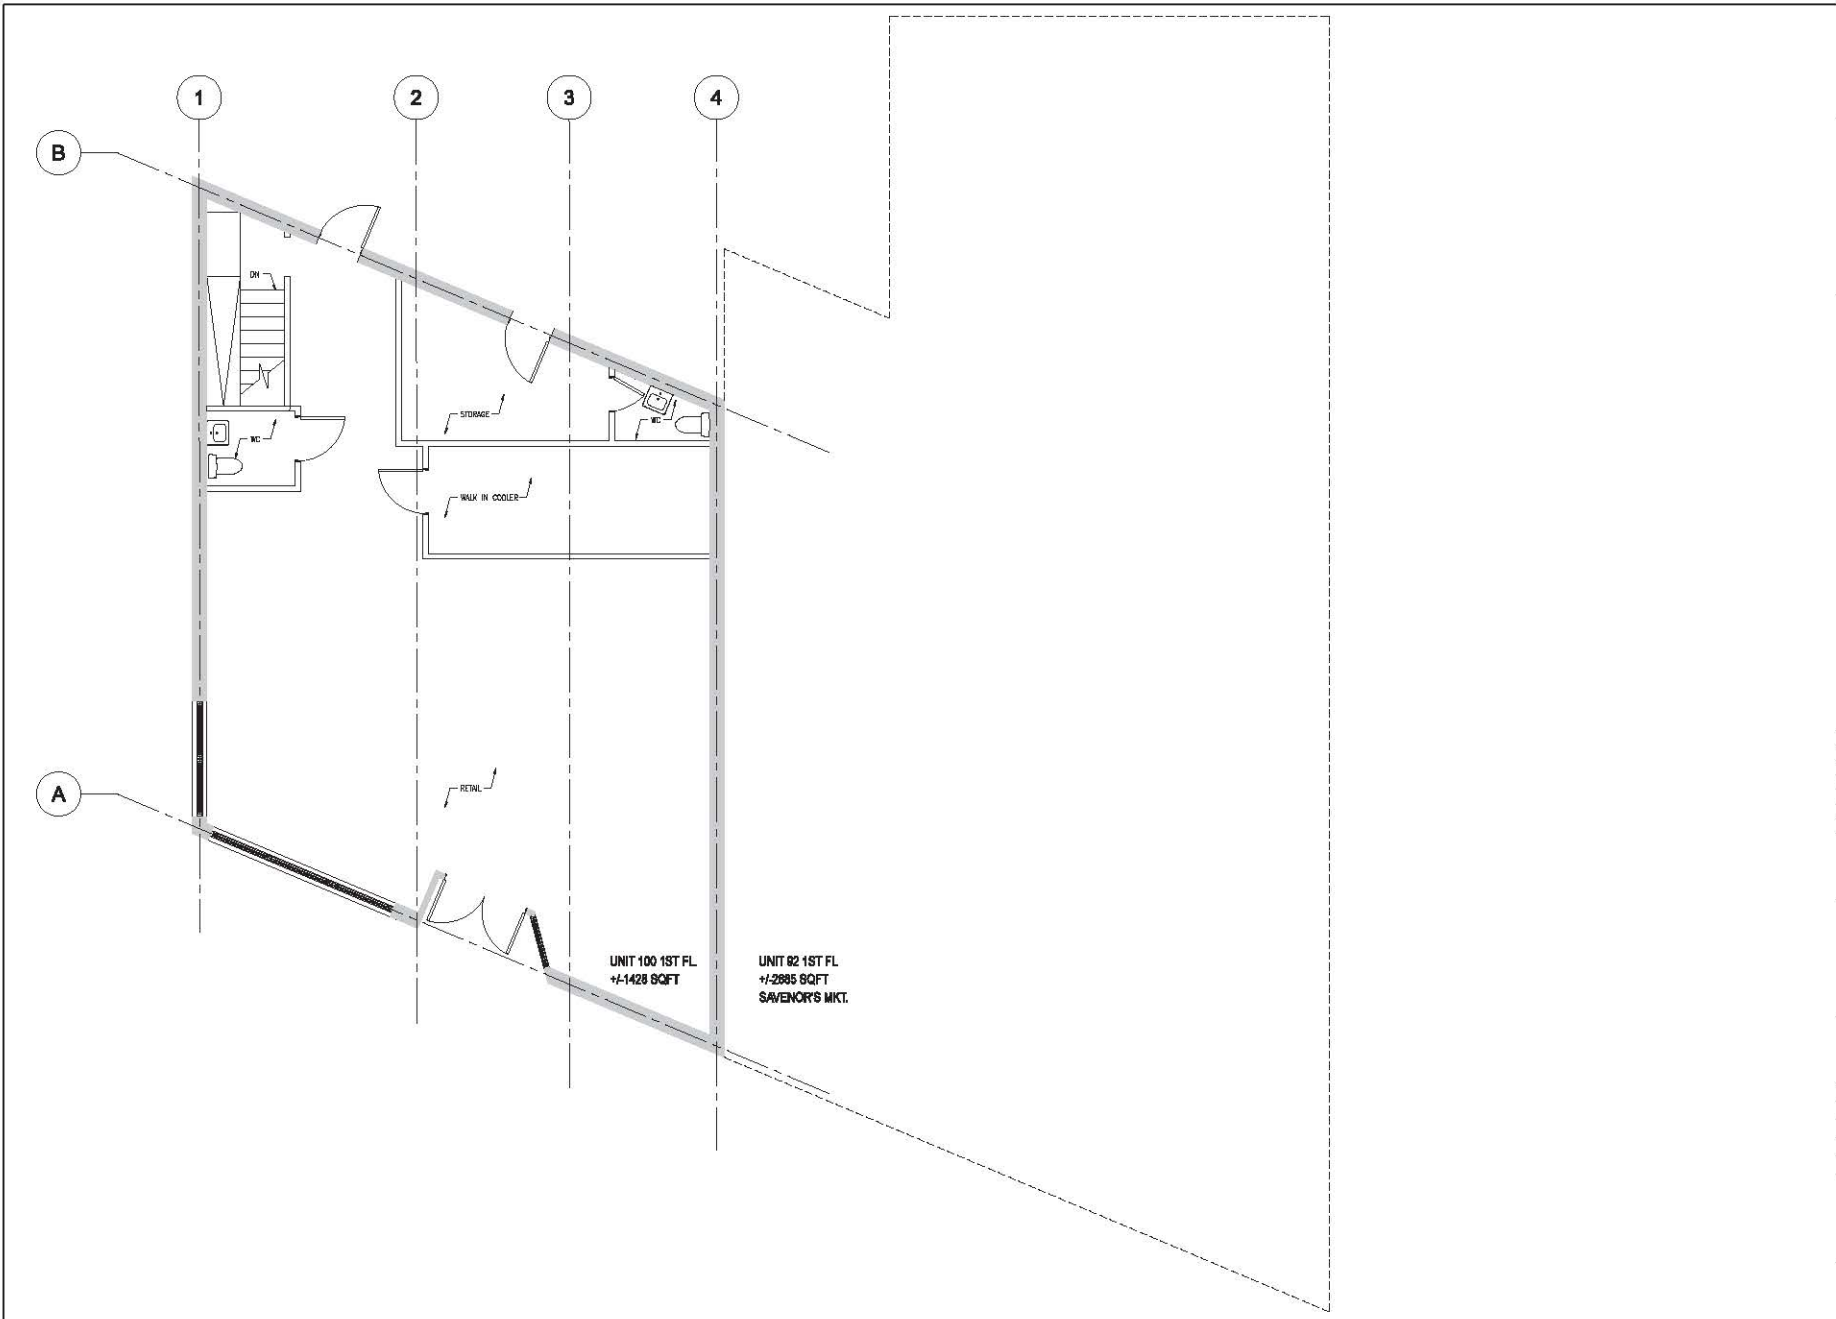 1
2
3
4
B
DN
STORAGE
WC
WC
WALK IN COOLER
A
RETAIL
UNIT 100 1ST FL
+/-1428 SQFT
UNIT 92 1ST FL
+/-2685 SQFT
SAVENOR'S MKT.